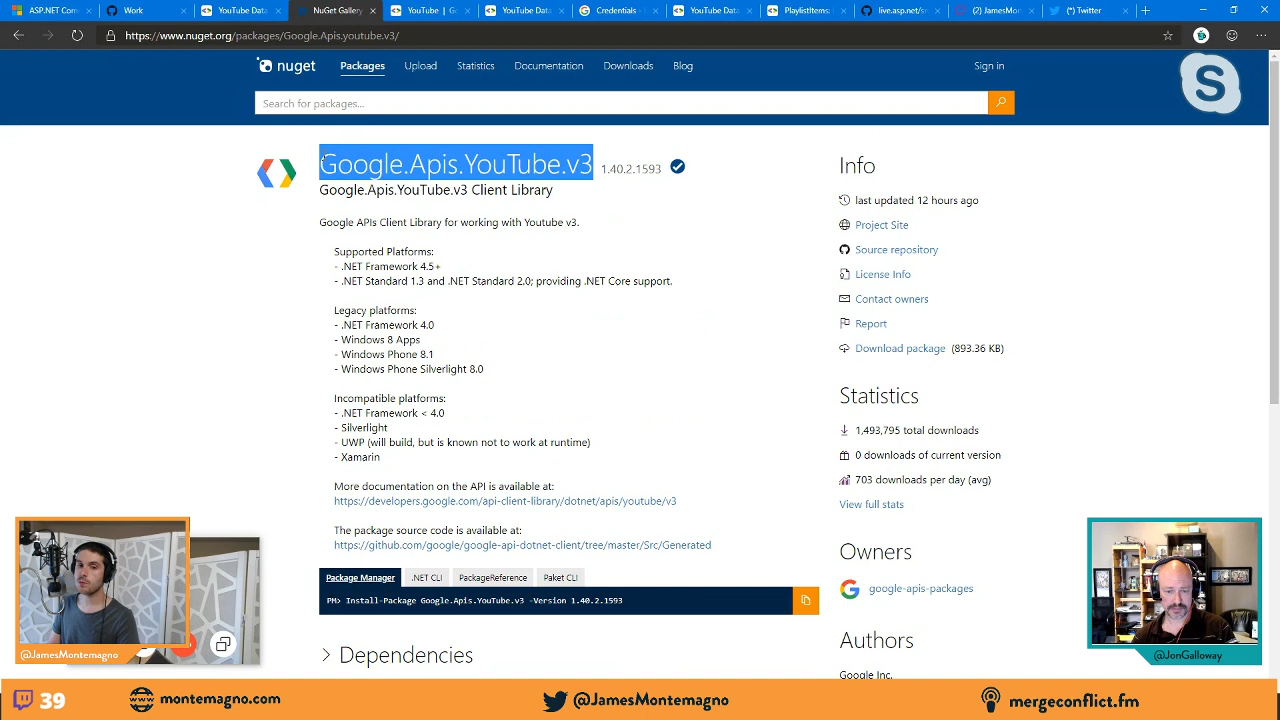 ASP.NET Com
Work
YouTube Data
NuGet Gallery
YouTube | G
YouTube Dat
Credentials -
YouTube Data
PlaylistItems:
live.asp.net/sr
(2) JamesMon
(*) Twitter
https://www.nuget.org/packages/Google.Apis.youtube.v3/
nuget
Packages
Upload
Statistics
Documentation
Downloads
Blog
Sign in
Search for packages...
S
Google.Apis.YouTube.v3 1.40.2.1593
Google.Apis.YouTube.v3 Client Library
Google APIs Client Library for working with Youtube v3.
Supported Platforms:
- .NET Framework 4.5+
- .NET Standard 1.3 and .NET Standard 2.0; providing .NET Core support.
Legacy platforms:
- .NET Framework 4.0
- Windows 8 Apps
- Windows Phone 8.1
- Windows Phone Silverlight 8.0
Incompatible platforms:
- .NET Framework < 4.0
- Silverlight
- UWP (will build, but is known not to work at runtime)
- Xamarin
More documentation on the API is available at:
https://developers.google.com/api-client-library/dotnet/apis/youtube/v3
The package source code is available at:
https://github.com/google/google-api-dotnet-client/tree/master/Src/Generated
Package Manager
.NET CLI
PackageReference
Paket CLI
PM> Install-Package Google.Apis.YouTube.v3 -Version 1.40.2.1593
Dependencies
Info
last updated 12 hours ago
Project Site
Source repository
License Info
Contact owners
Report
Download package (893.36 KB)
Statistics
1,493,795 total downloads
0 downloads of current version
703 downloads per day (avg)
View full stats
Owners
google-apis-packages
Authors
Google Inc.
@JamesMontemagno
@JonGalloway
39
montemagno.com
@JamesMontemagno
mergeconflict.fm